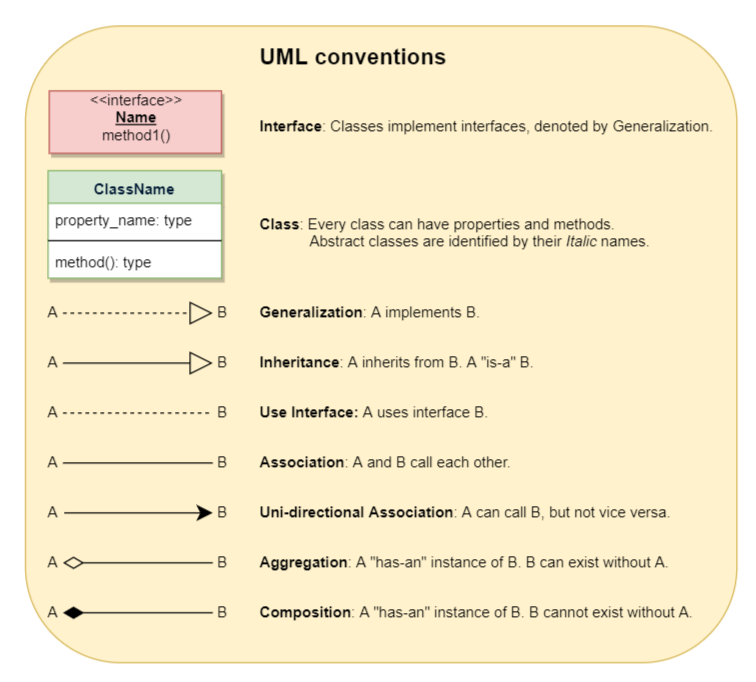 UML conventions
<<interface>>
Name
method1()
Interface: Classes implement interfaces, denoted by Generalization.
ClassName
property_name: type
method(): type
Class: Every class can have properties and methods.
Abstract classes are identified by their Italic names.
A B Generalization: A implements B.
A B Inheritance: A inherits from B. A "is-a" B.
A B Use Interface: A uses interface B.
A B Association: A and B call each other.
A B Uni-directional Association: A can call B, but not vice versa.
A B Aggregation: A "has-an" instance of B. B can exist without A.
A B Composition: A "has-an" instance of B. B cannot exist without A.